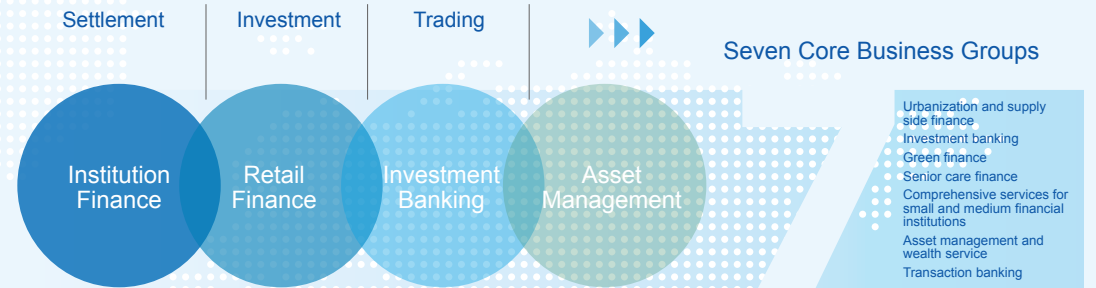 Settlement
Investment
Trading
Seven Core Business Groups
Institution
Finance
Retail
Finance
Investment
Banking
Asset
Management
7
Urbanization and supply
side finance
Investment banking
Green finance
Senior care finance
Comprehensive services for
small and medium financial
institutions
Asset management and
wealth service
Transaction banking